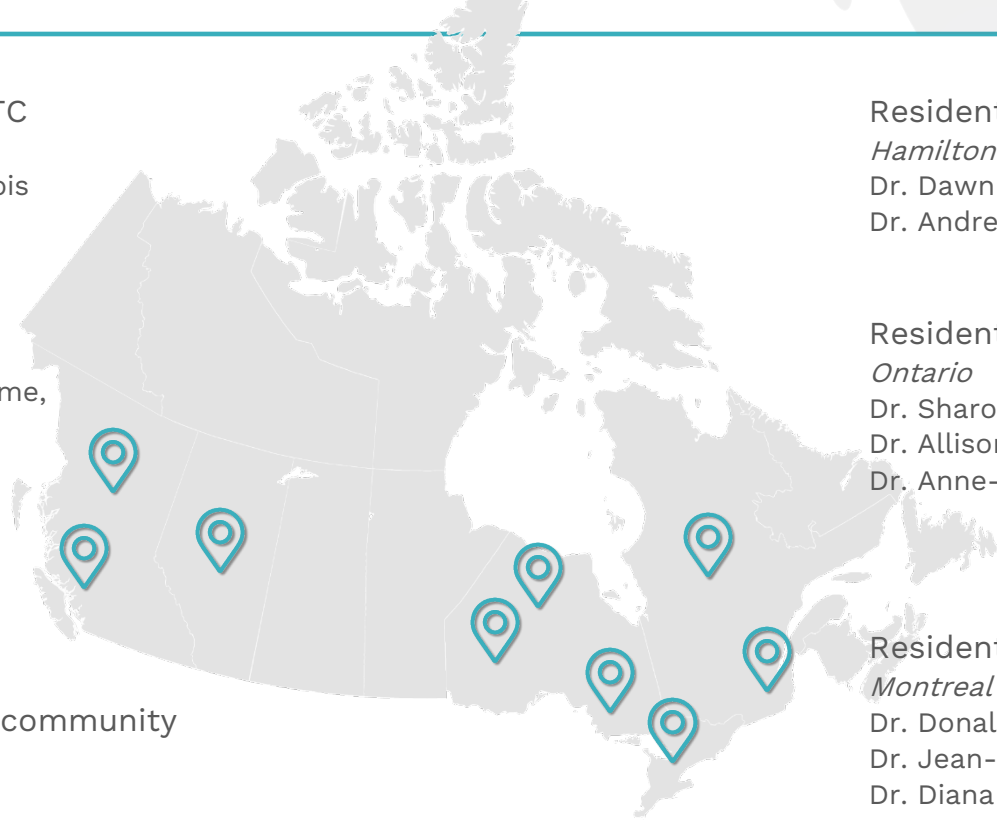 TC
ois
me,
community
Resident
Hamilton
Dr. Dawn
Dr. Andre
Resident
Ontario
Dr. Sharo
Dr. Alliso
Dr. Anne-
Resident
Montreal
Dr. Donal
Dr. Jean-
Dr. Diana